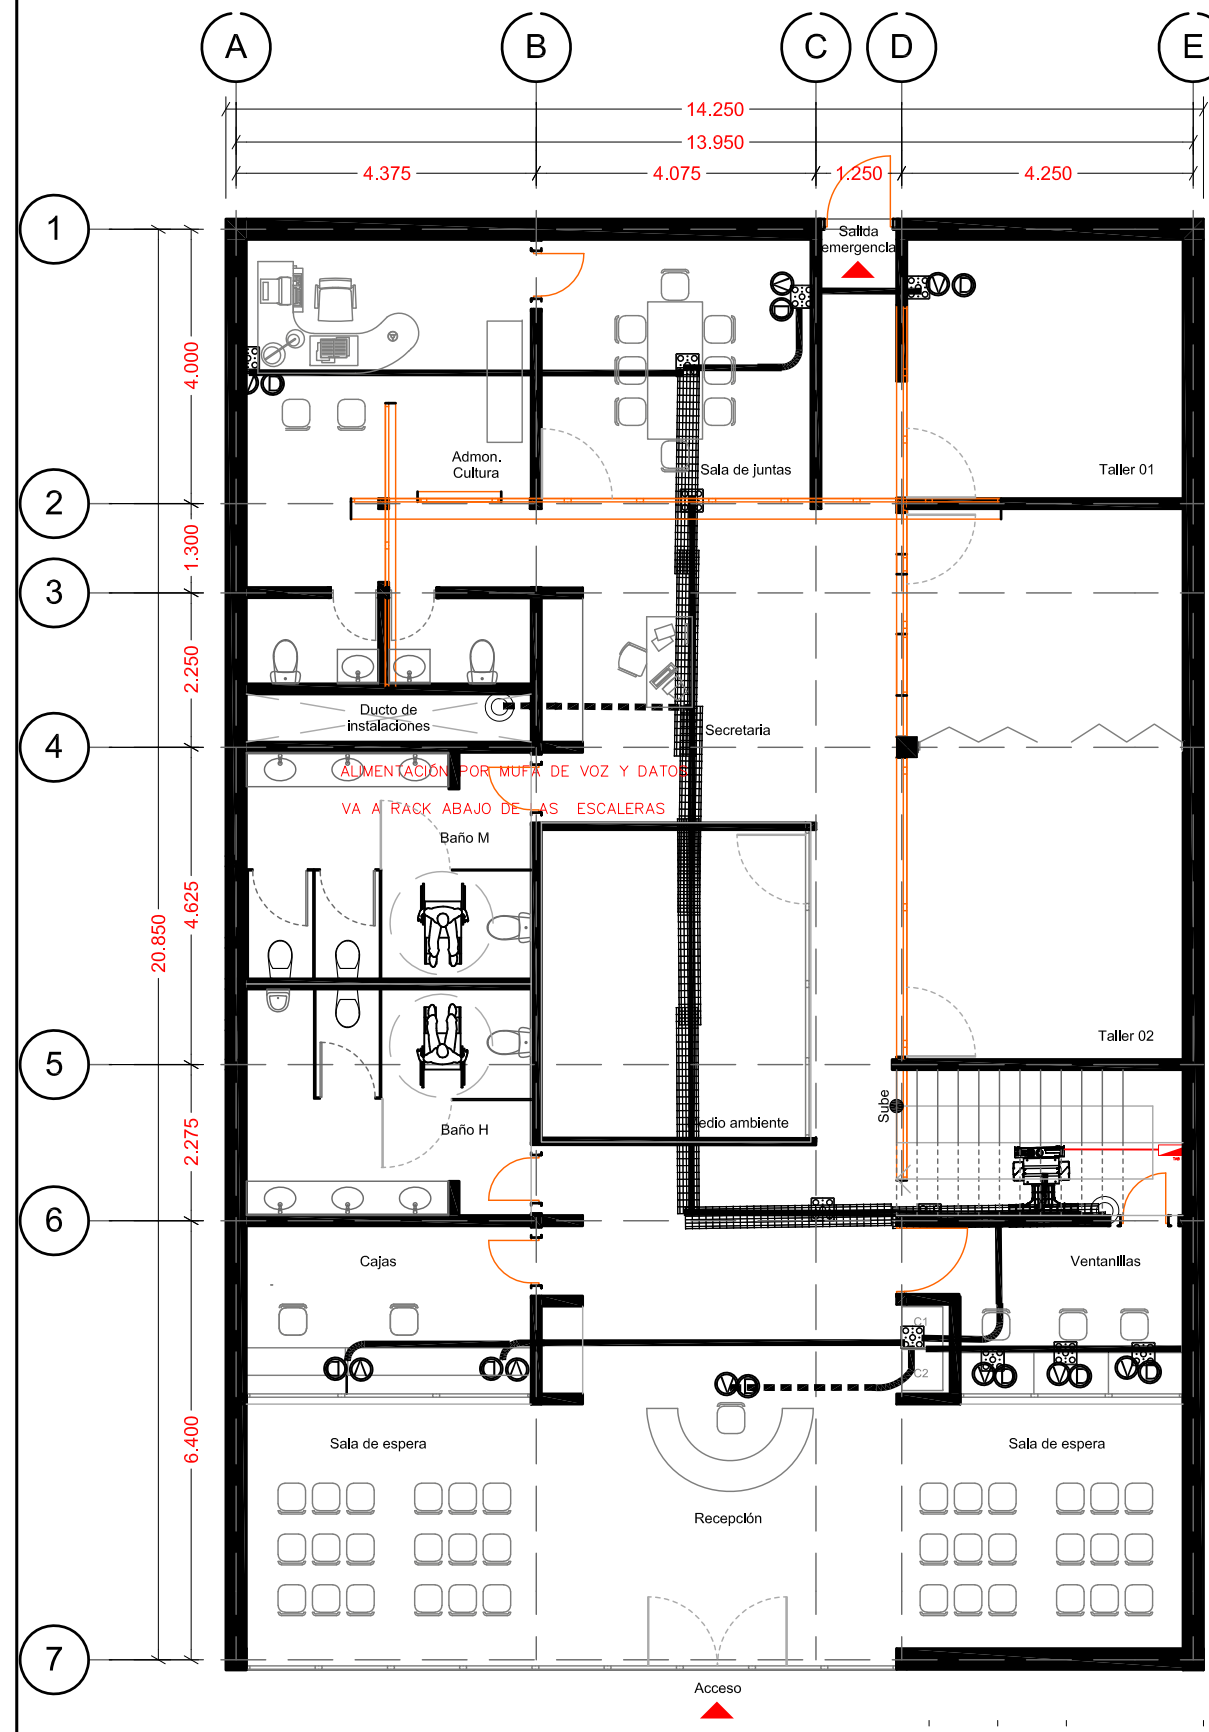 A B C D E
14.250
13.950
4.375 4.075 1.250 4.250
1
Salida
emergencia
V
D
V D
4.000
V D
Admon.
Cultura
Sala de juntas
Taller 01
2
1.300
3
2.250
Ducto de
instalaciones
Secretaria
4
ALIMENTACIÓN POR MUFA DE VOZ Y DATOS
VA A RACK ABAJO DE LAS ESCALERAS
Baño M
4.625
20.850
Taller 02
5
Sube
Medio ambiente
Baño H
2.275
6
Cajas
Ventanillas
C1
C2
D V
D V
V D
V D
V D
V D
6.400
Sala de espera
Sala de espera
Recepción
7
Acceso